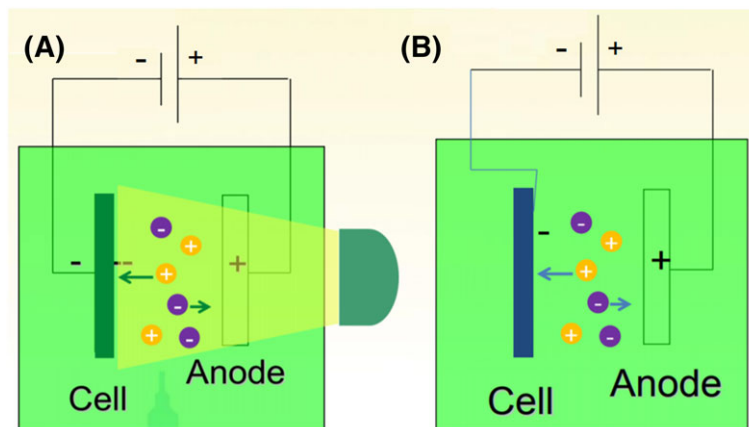 (A)
- +
(B)
- +
- -- - + + - - + -
Anode
Cell
- - + + - + - +
Anode
Cell